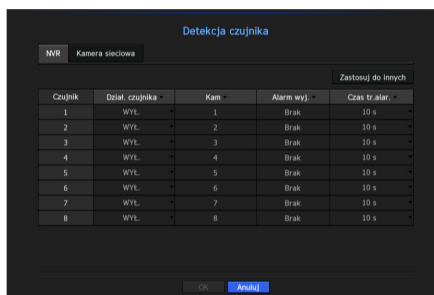 Detekcja czujnika
NVR Kamera sieciowa
Zastosuj do innych
Czujnik Dział. czujnika Kam Alarm wyj. Czas tr.alar.
1 WYŁ. 1 Brak 10 s
2 WYŁ. 2 Brak 10 s
3 WYŁ. 3 Brak 10 s
4 WYŁ. 4 Brak 10 s
5 WYŁ. 5 Brak 10 s
6 WYŁ. 6 Brak 10 s
7 WYŁ. 7 Brak 10 s
8 WYŁ. 8 Brak 10 s
OK Anuluj